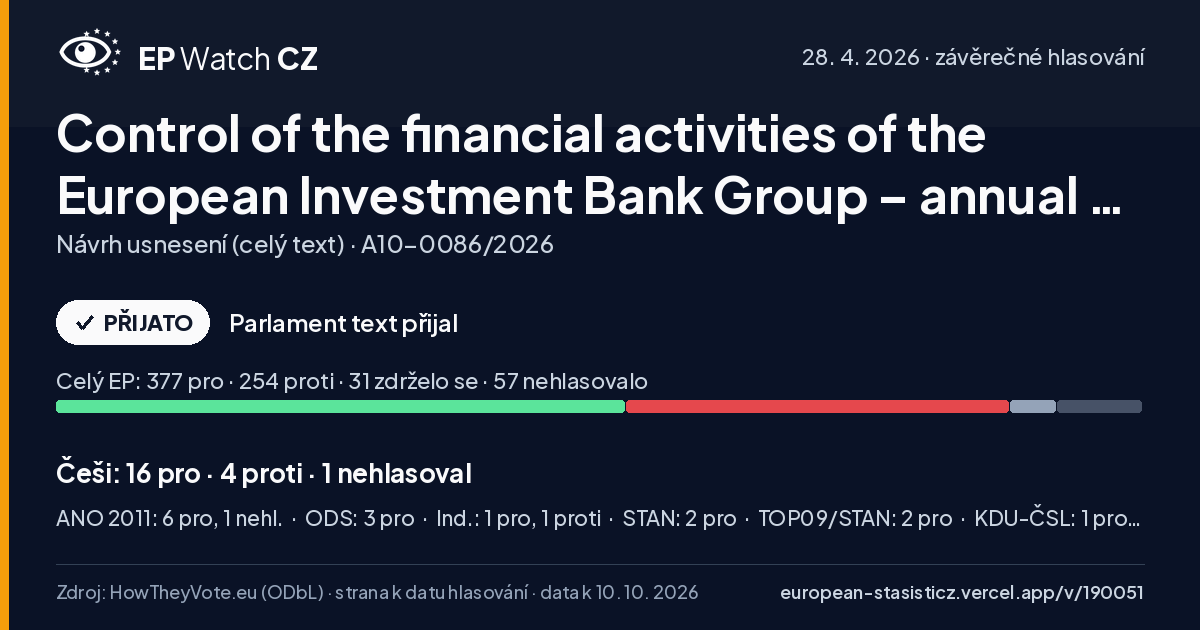 EP Watch CZ
28. 4. 2026 · závěrečné hlasování
Control of the financial activities of the
European Investment Bank Group – annual …
Návrh usnesení (celý text) · A10-0086/2026
✓ PŘIJATO
Parlament text přijal
Celý EP: 377 pro · 254 proti · 31 zdrželo se · 57 nehlasovalo
Češi: 16 pro · 4 proti · 1 nehlasoval
ANO 2011: 6 pro, 1 nehl. · ODS: 3 pro · Ind.: 1 pro, 1 proti · STAN: 2 pro · TOP09/STAN: 2 pro · KDU-ČSL: 1 pro…
Zdroj: HowTheyVote.eu (ODbL) · strana k datu hlasování · data k 10. 10. 2026
european-stasisticz.vercel.app/v/190051